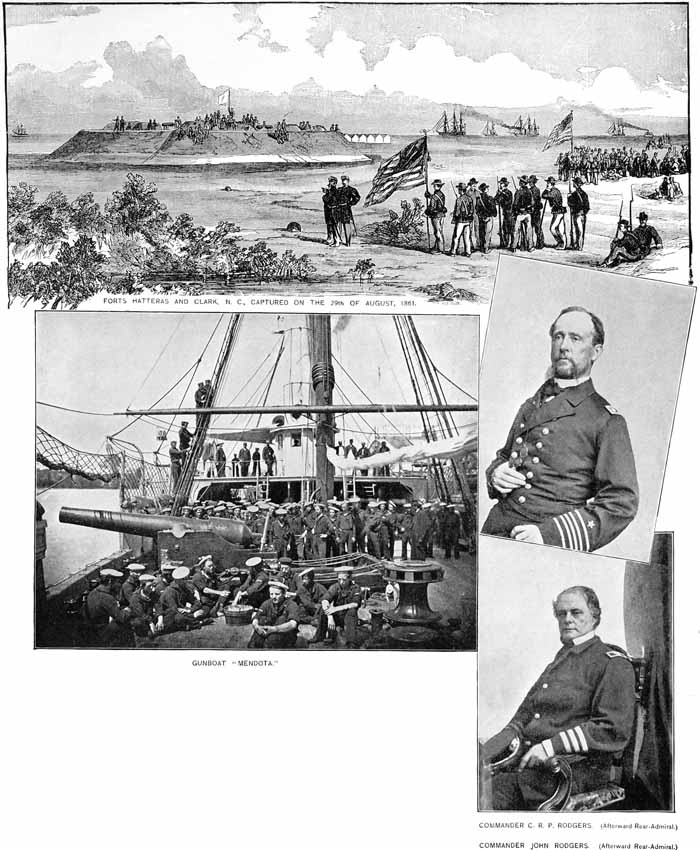 FORTS HATTERAS AND CLARK, N. C., CAPTURED ON THE 29th OF AUGUST, 1861.
GUNBOAT "MENDOTA."
COMMANDER C. R. P. RODGERS. (Afterward Rear-Admiral.)
COMMANDER JOHN RODGERS. (Afterward Rear-Admiral.)